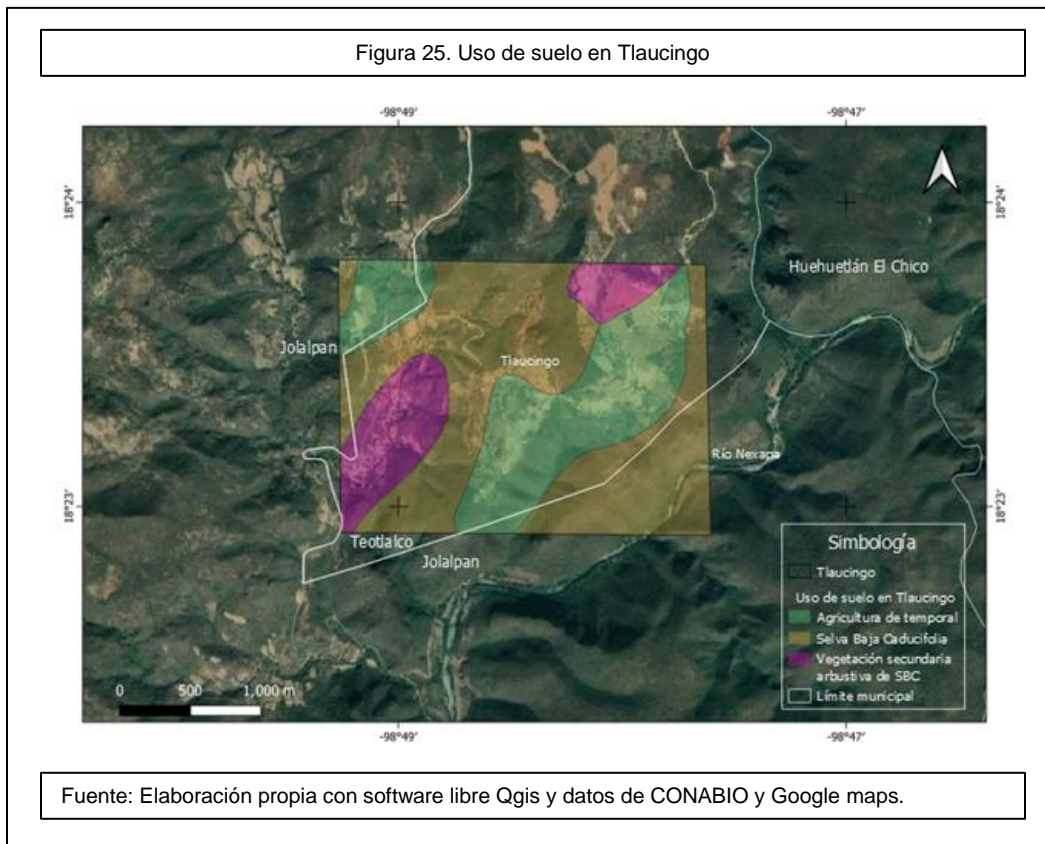 Figura 25. Uso de suelo en Tlaucingo
-98°49' -98°47'
18°24' 18°24'
Huehuetlán El Chico
Jolalpan
Tlaucingo
Río Nexapa
18°23' 18°23'
Teotlalco
Jolalpan
Simbología
Tlaucingo
Uso de suelo en Tlaucingo
Agricultura de temporal
Selva Baja Caducifolia
Vegetación secundaria
arbustiva de SBC
Límite municipal
0 500 1,000 m
-98°49' -98°47'
Fuente: Elaboración propia con software libre Qgis y datos de CONABIO y Google maps.